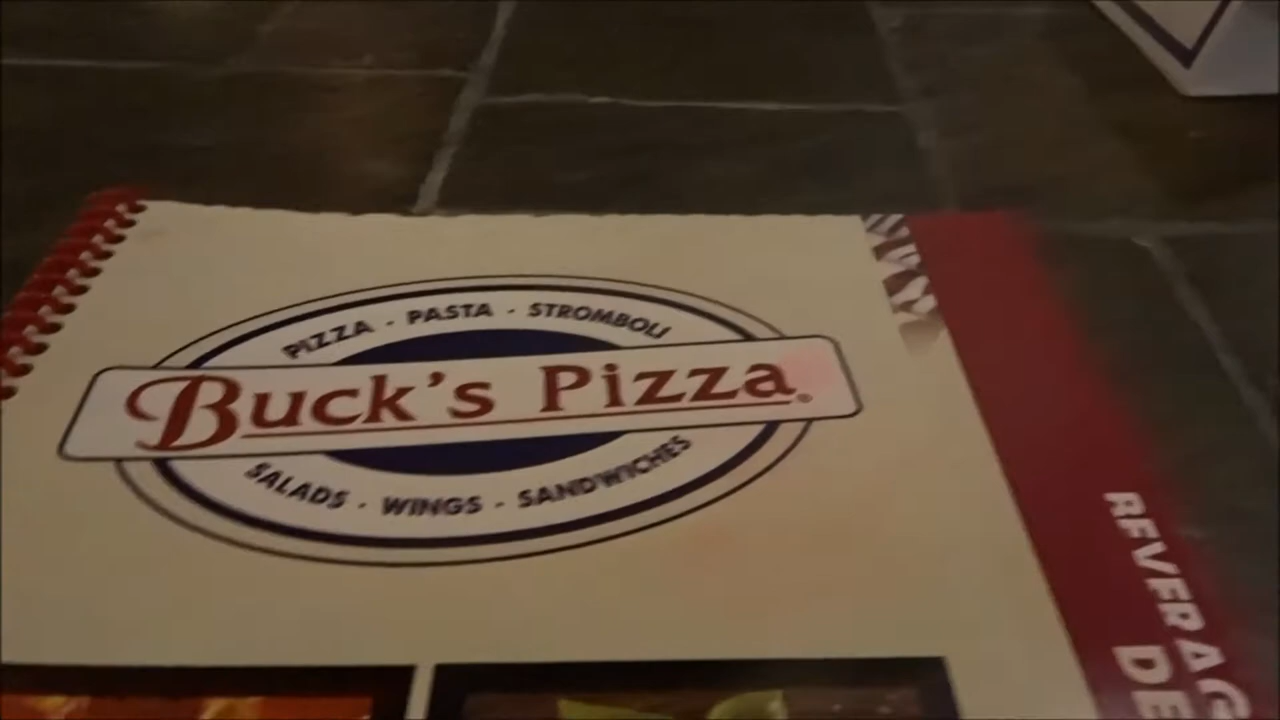 PIZZA · PASTA · STROMBOLI
Buck's Pizza
SALADS · WINGS · SANDWICHES